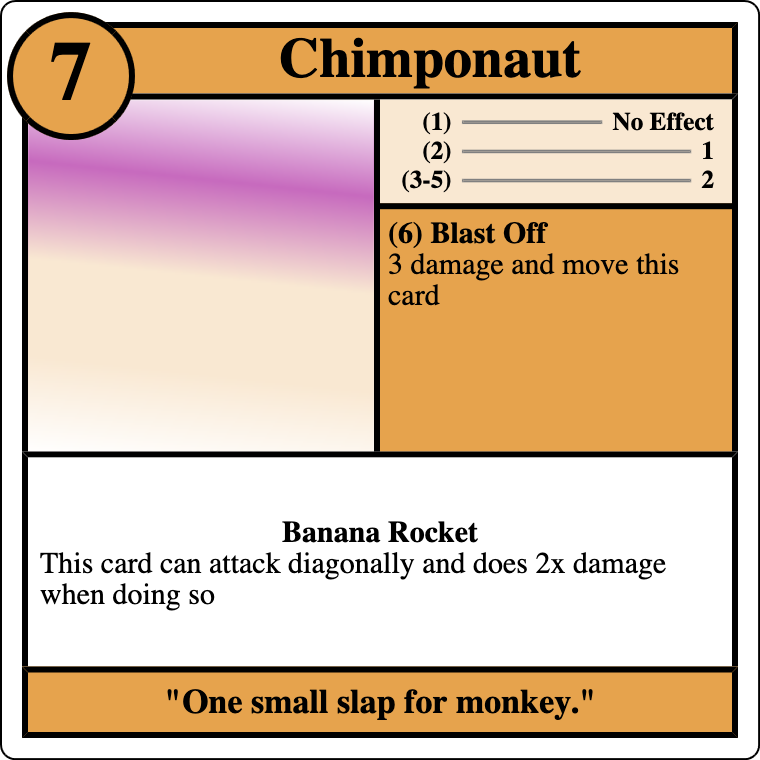 7
Chimponaut
(1) No Effect
(2) 1
(3-5) 2
(6) Blast Off
3 damage and move this
card
Banana Rocket
This card can attack diagonally and does 2x damage
when doing so
"One small slap for monkey."